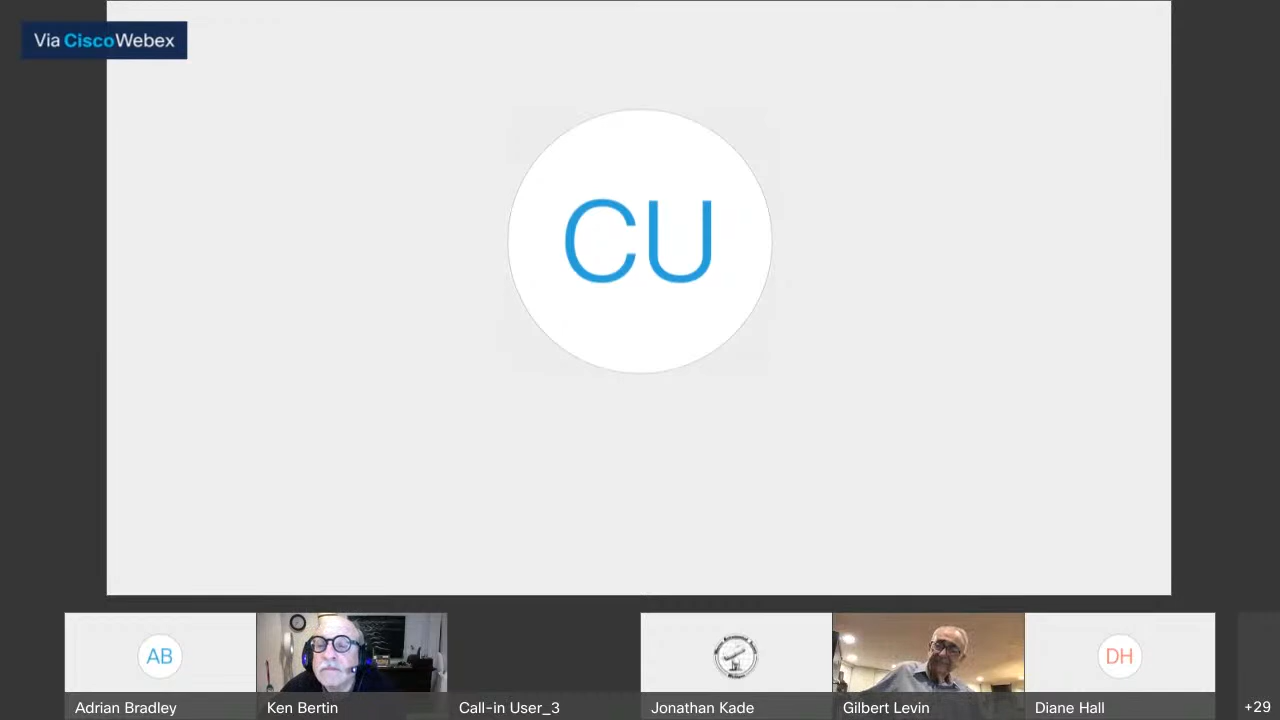 Via CiscoWebex
CU
AB
DH
Adrian Bradley
Ken Bertin
Call-in User_3
Jonathan Kade
Gilbert Levin
Diane Hall
+29